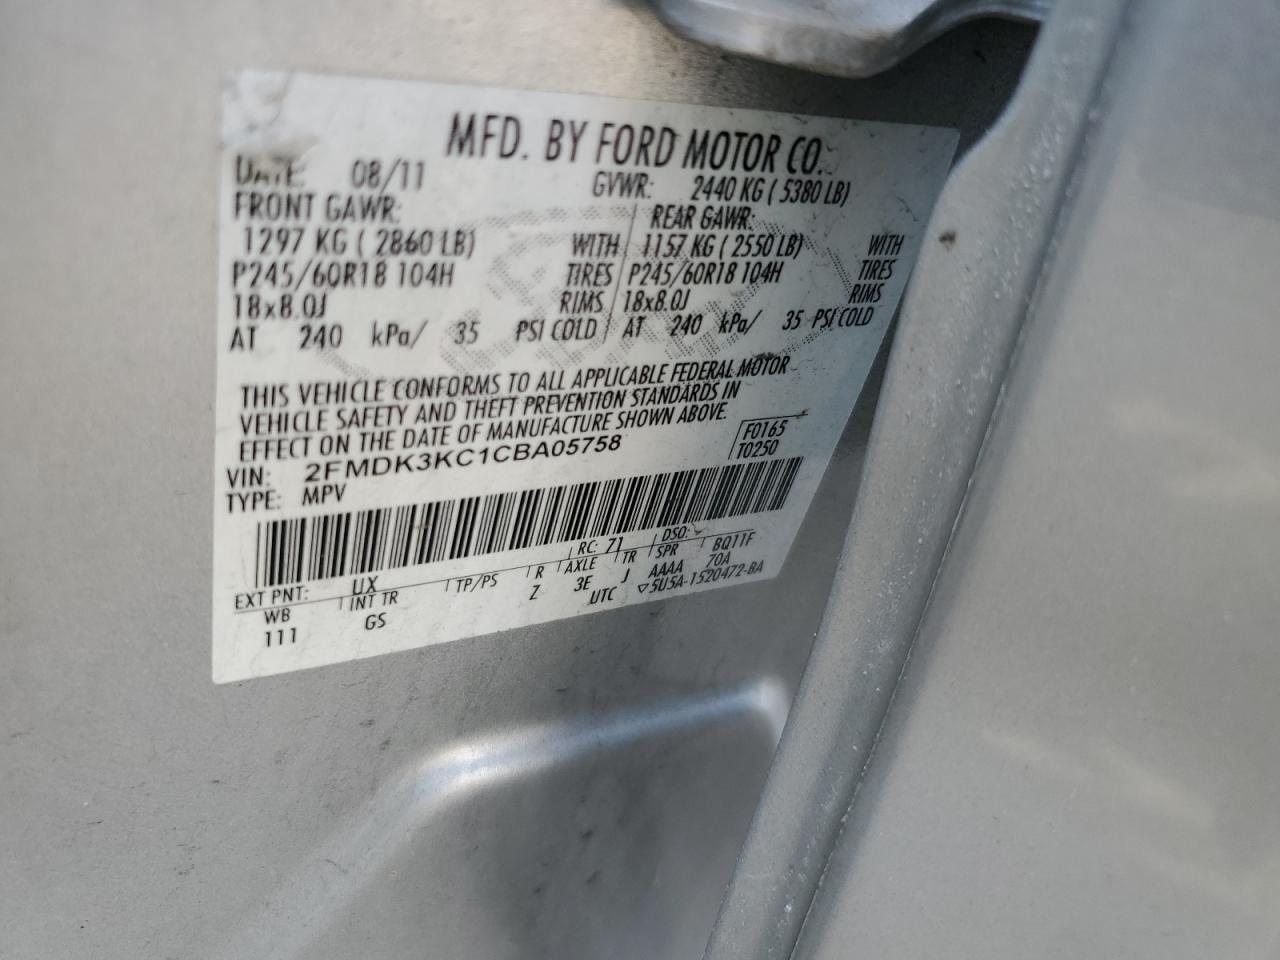 MFD. BY FORD MOTOR CO.
DATE: 08/11 GVWR: 2440 KG ( 5380 LB)
FRONT GAWR: REAR GAWR:
1297 KG ( 2860 LB) WITH 1157 KG ( 2550 LB) WITH
P245/60R18 104H TIRES P245/60R18 104H TIRES
18x8.0J RIMS 18x8.0J RIMS
AT 240 kPa/ 35 PSI COLD AT 240 kPa/ 35 PSI COLD
THIS VEHICLE CONFORMS TO ALL APPLICABLE FEDERAL MOTOR
VEHICLE SAFETY AND THEFT PREVENTION STANDARDS IN
EFFECT ON THE DATE OF MANUFACTURE SHOWN ABOVE.
VIN: 2FMDK3KC1CBA05758 F0165
TYPE: MPV T0250
EXT PNT: UX RC: 71 DSO:
WB INT TR TP/PS R AXLE TR SPR BQ11F
111 GS Z 3E J AAAA 70A
UTC ▽5U5A-1520472-BA